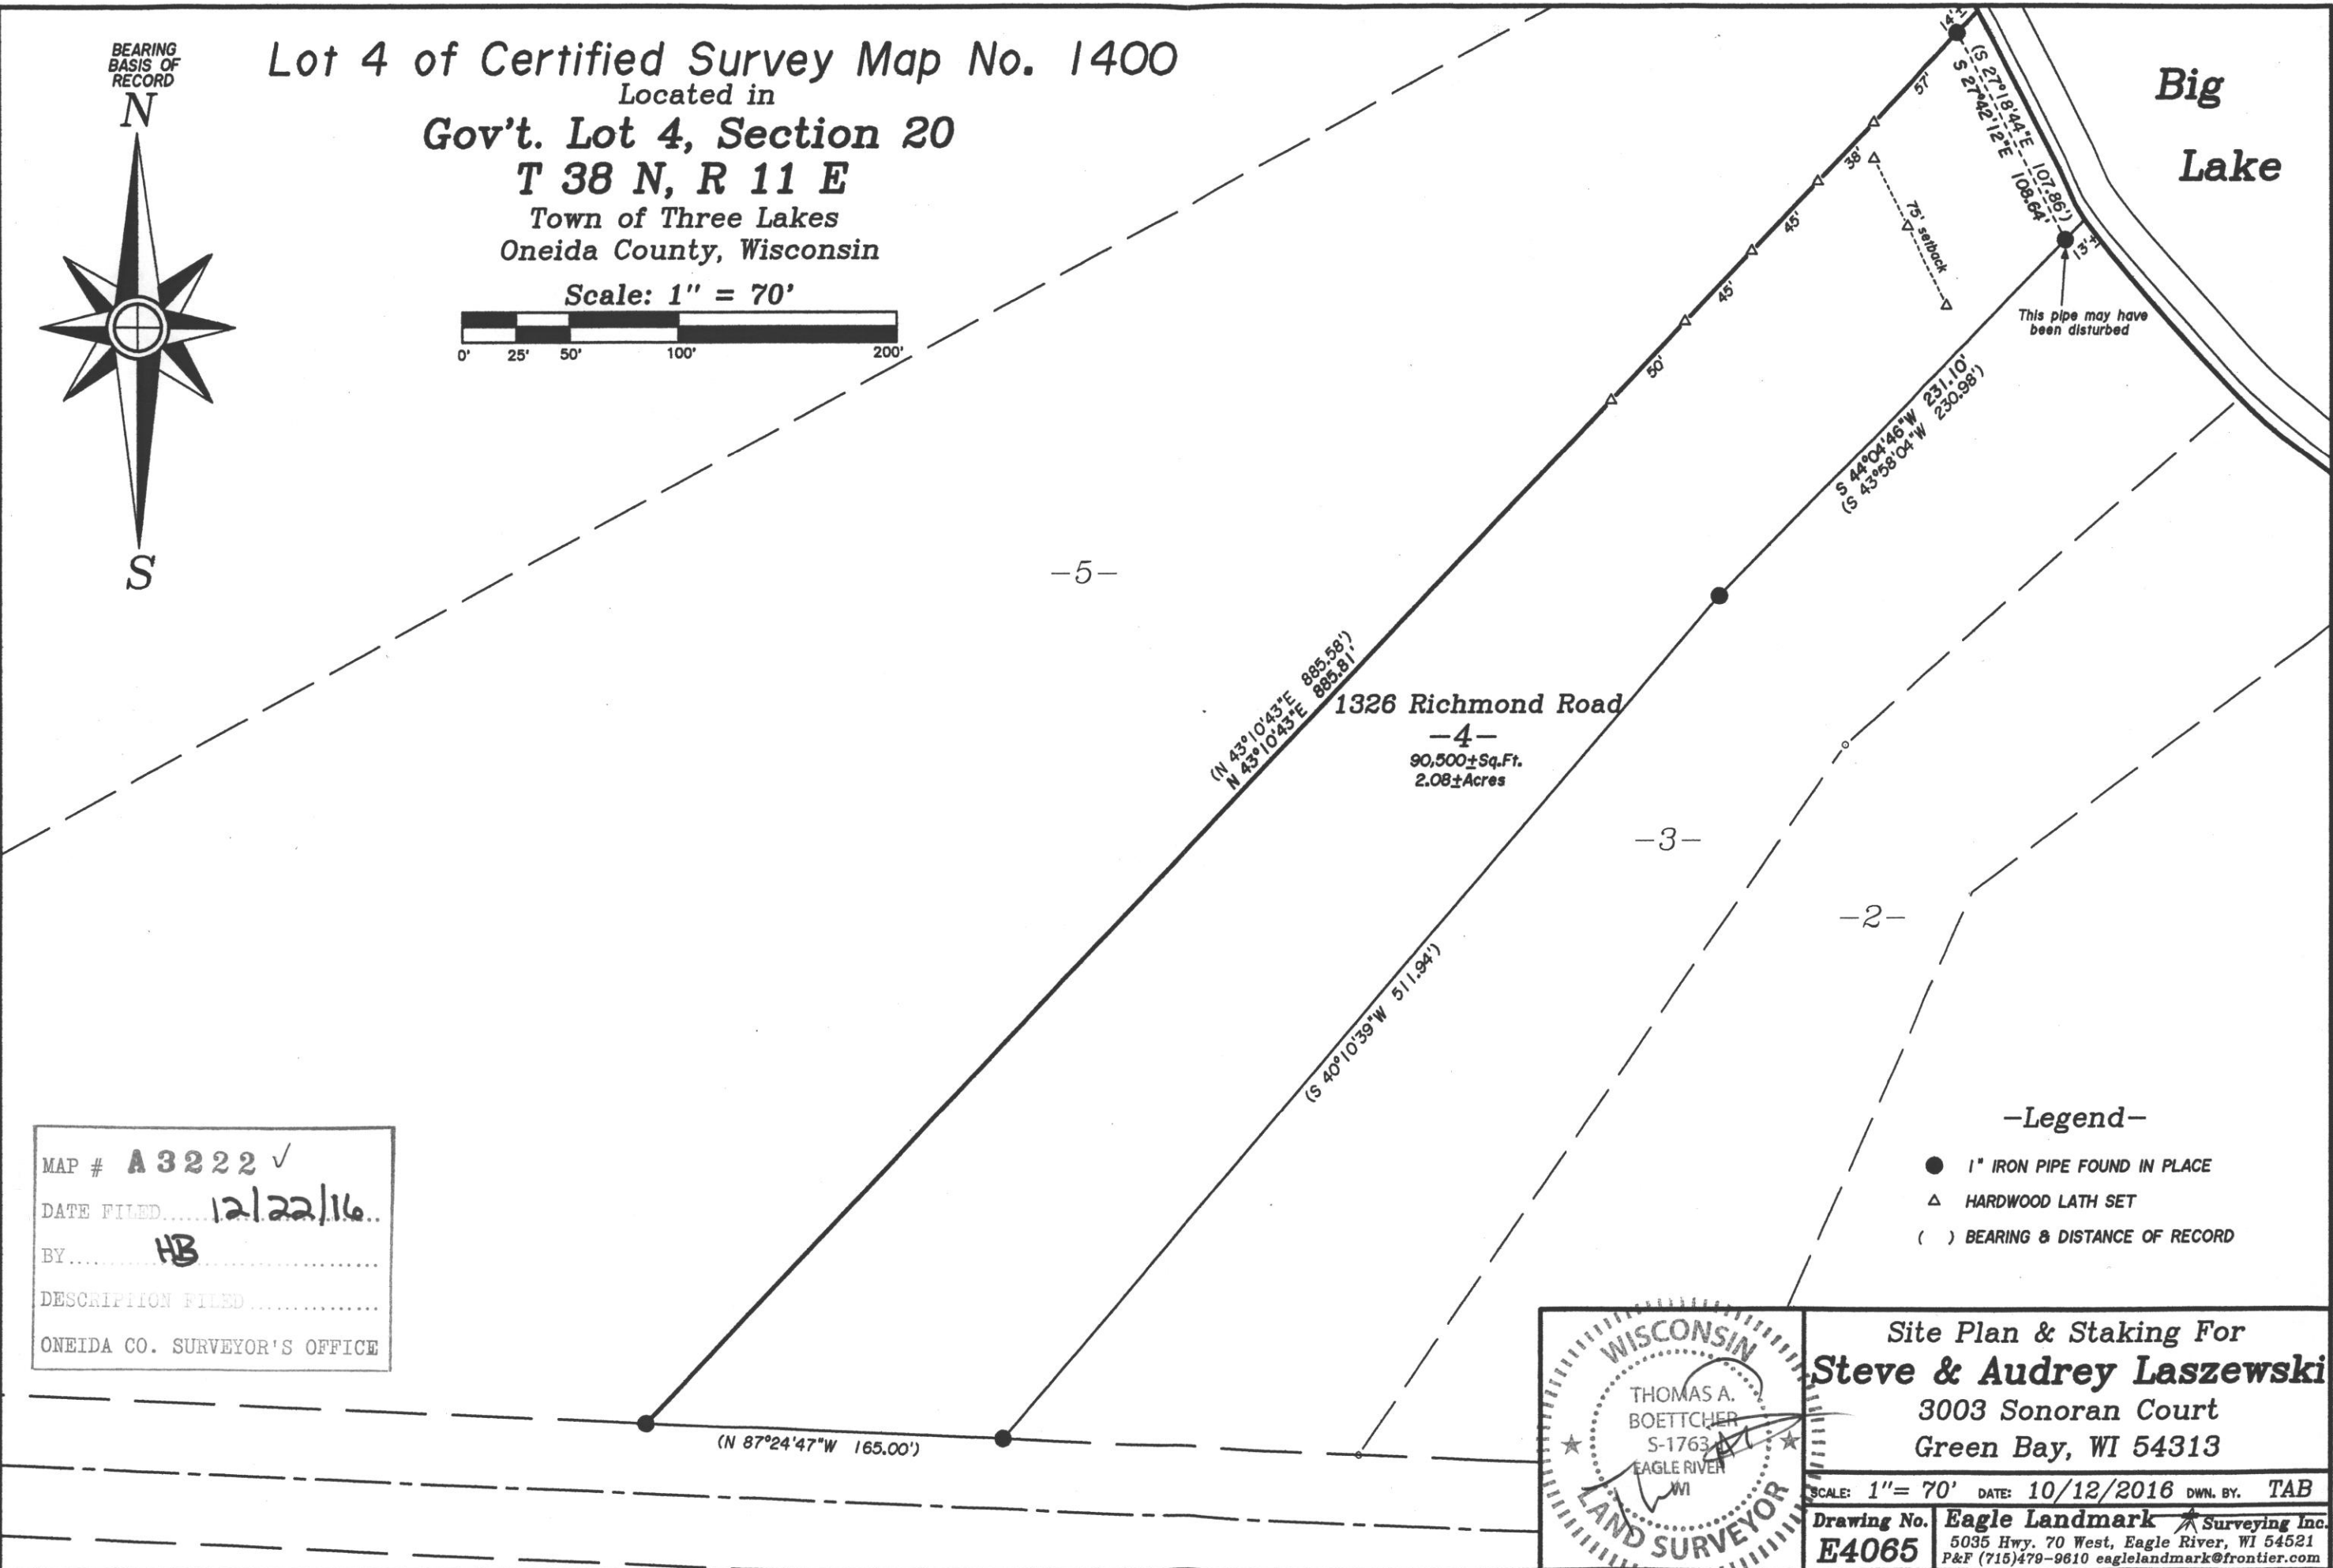 BEARING
BASIS OF
RECORD
N
S
Lot 4 of Certified Survey Map No. 1400
Located in
Gov't. Lot 4, Section 20
T 38 N, R 11 E
Town of Three Lakes
Oneida County, Wisconsin
Scale: 1" = 70'
0' 25' 50' 100' 200'
Big
Lake
14'±
57'
(S 27°18'44"E 107.86')
S 27°42'12"E 108.64'
38'
75' setback
45'
13'±
45'
This pipe may have
been disturbed
50'
S 44°04'46"W 231.10'
(S 43°58'04"W 230.98')
-5-
(N 43°10'43"E 885.58')
N 43°10'43"E 885.81'
1326 Richmond Road
-4-
90,500±Sq.Ft.
2.08±Acres
-3-
-2-
(S 40°10'39"W 511.94')
(N 87°24'47"W 165.00')
-Legend-
1" IRON PIPE FOUND IN PLACE
HARDWOOD LATH SET
( ) BEARING & DISTANCE OF RECORD
MAP # A3222 ✓
DATE FILED 12/22/16
BY HB
DESCRIPTION FILED
ONEIDA CO. SURVEYOR'S OFFICE
WISCONSIN
THOMAS A.
BOETTCHER
S-1763
EAGLE RIVER
WI
LAND SURVEYOR
Site Plan & Staking For
Steve & Audrey Laszewski
3003 Sonoran Court
Green Bay, WI 54313
SCALE: 1"= 70' DATE: 10/12/2016 DWN. BY. TAB
Drawing No.
E4065
Eagle Landmark Surveying Inc.
5035 Hwy. 70 West, Eagle River, WI 54521
P&F (715)479-9610 eaglelandmark@frontier.com